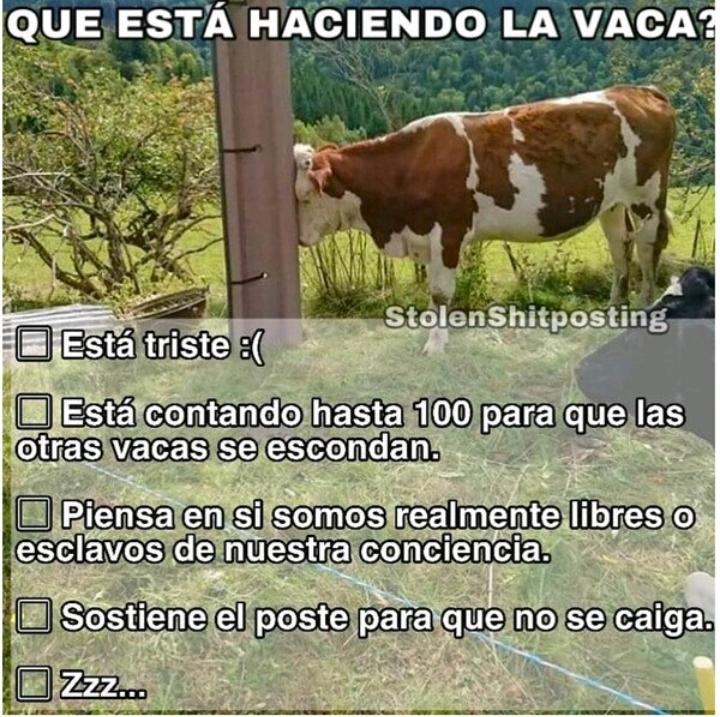 QUE ESTÁ HACIENDO LA VACA?
StolenShitposting
Está triste :(
Está contando hasta 100 para que las
otras vacas se escondan.
Piensa en si somos realmente libres o
esclavos de nuestra conciencia.
Sostiene el poste para que no se caiga.
Zzz...